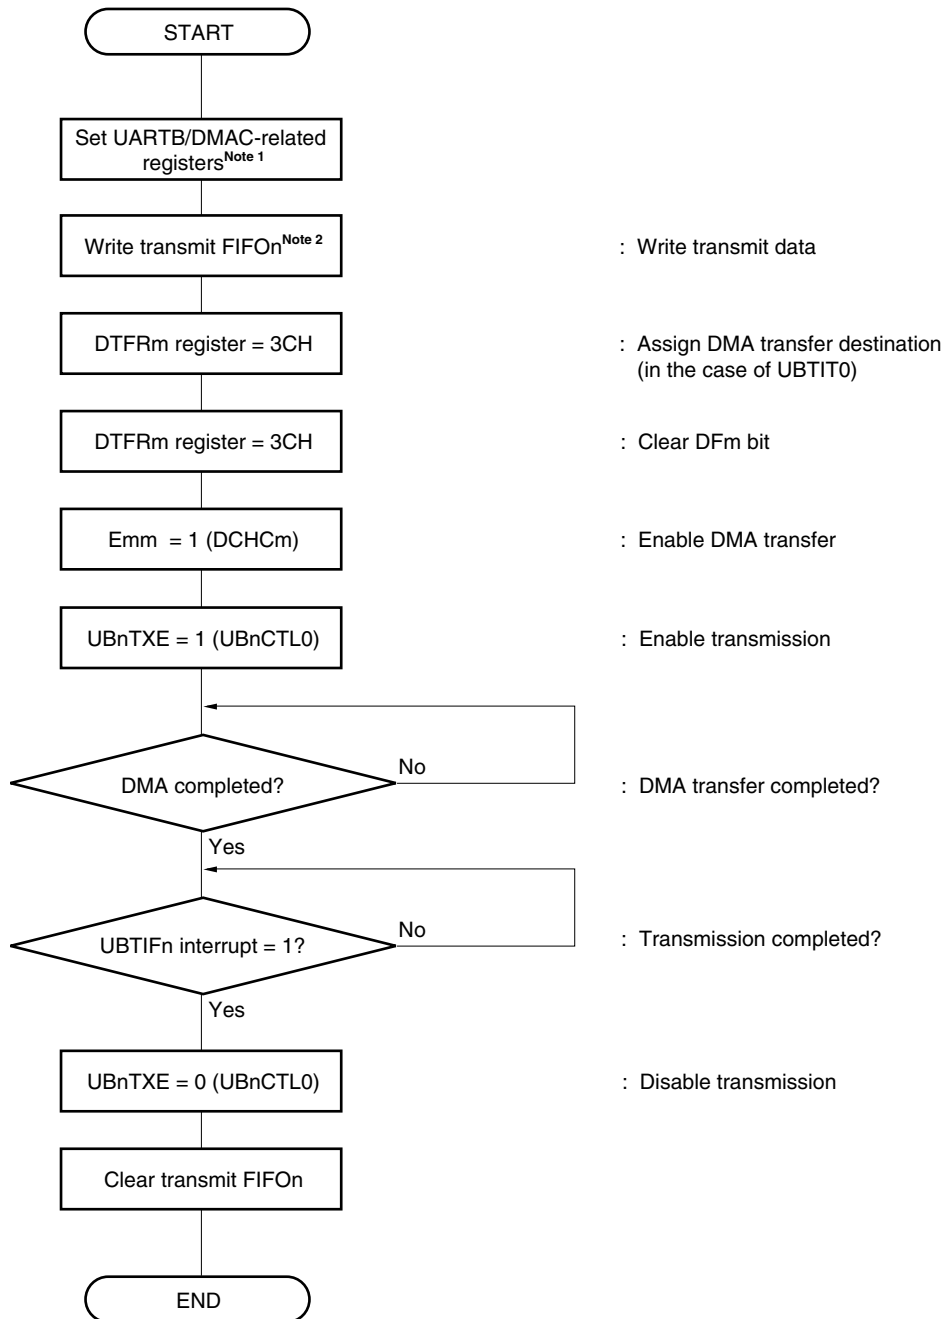 START
Set UARTB/DMAC-related
registersNote 1
Write transmit FIFOnNote 2
: Write transmit data
DTFRm register = 3CH
: Assign DMA transfer destination
(in the case of UBTIT0)
DTFRm register = 3CH
: Clear DFm bit
Emm = 1 (DCHCm)
: Enable DMA transfer
UBnTXE = 1 (UBnCTL0)
: Enable transmission
DMA completed?
No
: DMA transfer completed?
Yes
UBTIFn interrupt = 1?
No
: Transmission completed?
Yes
UBnTXE = 0 (UBnCTL0)
: Disable transmission
Clear transmit FIFOn
END